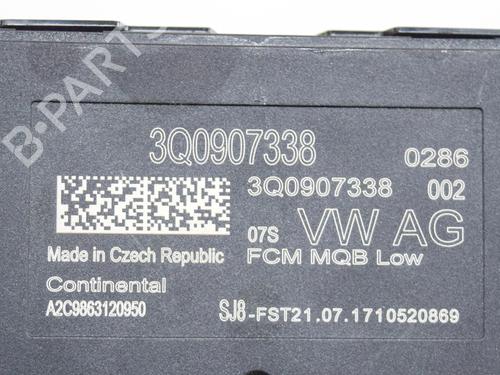 B-PARTS
3Q0907338 0286
3Q0907338 002
07S VW AG
Made in Czech Republic FCM MQB Low
Continental
A2C9863120950 SJ8-FST21.07.1710520869